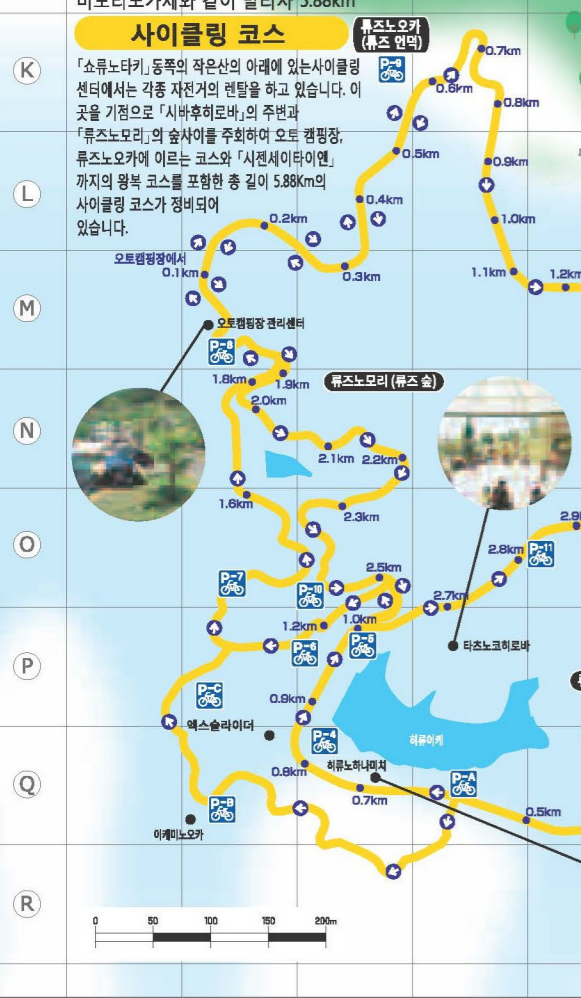 사이클링 코스
「쇼류노타키」동쪽의 작은산의 아래에 있는사이클링
센터에서는 각종 자전거의 렌탈을 하고 있습니다. 이
곳을 기점으로 「시바후히로바」의 주변과
「류즈노모리」의 숲사이를 주회하여 오토 캠핑장,
류즈노오카에 이르는 코스와 「시젠세이타이엔」
까지의 왕복 코스를 포함한 총 길이 5.88Km의
사이클링 코스가 정비되어
있습니다.
류즈노오카
(류즈 언덕)
P-9
K
0.7km
0.6km
0.8km
0.5km
0.9km
L
0.4km
0.2km
1.0km
오토캠핑장에서
0.1km
0.3km
1.1km
1.2km
M
오토캠핑장 관리센터
P-8
1.8km
1.9km
류즈노모리 (류즈 숲)
2.0km
N
2.1km
2.2km
1.6km
2.3km
O
2.8km
P-11
P-7
2.5km
P-10
2.7km
1.2km
1.0km
P-6
P-5
타츠노코히로바
P
P-C
0.9km
엑스슬라이더
P-4
히류이케
0.8km
히류노하나미치
Q
P-A
0.7km
P-B
0.5km
이케미노오카
R
0
50
100
150
200m